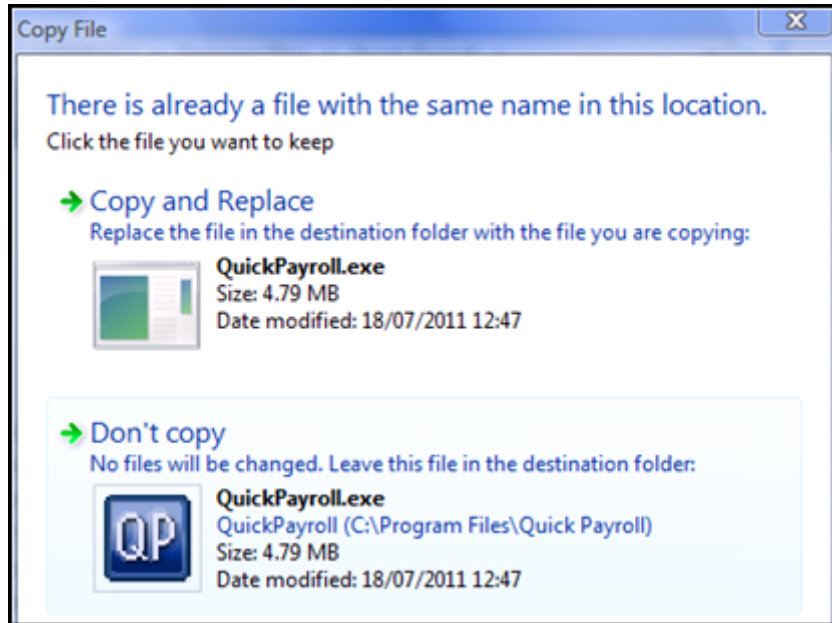 Copy File
There is already a file with the same name in this location.
Click the file you want to keep
Copy and Replace
Replace the file in the destination folder with the file you are copying:
QuickPayroll.exe
Size: 4.79 MB
Date modified: 18/07/2011 12:47
Don't copy
No files will be changed. Leave this file in the destination folder:
QP
QuickPayroll.exe
QuickPayroll (C:\Program Files\Quick Payroll)
Size: 4.79 MB
Date modified: 18/07/2011 12:47